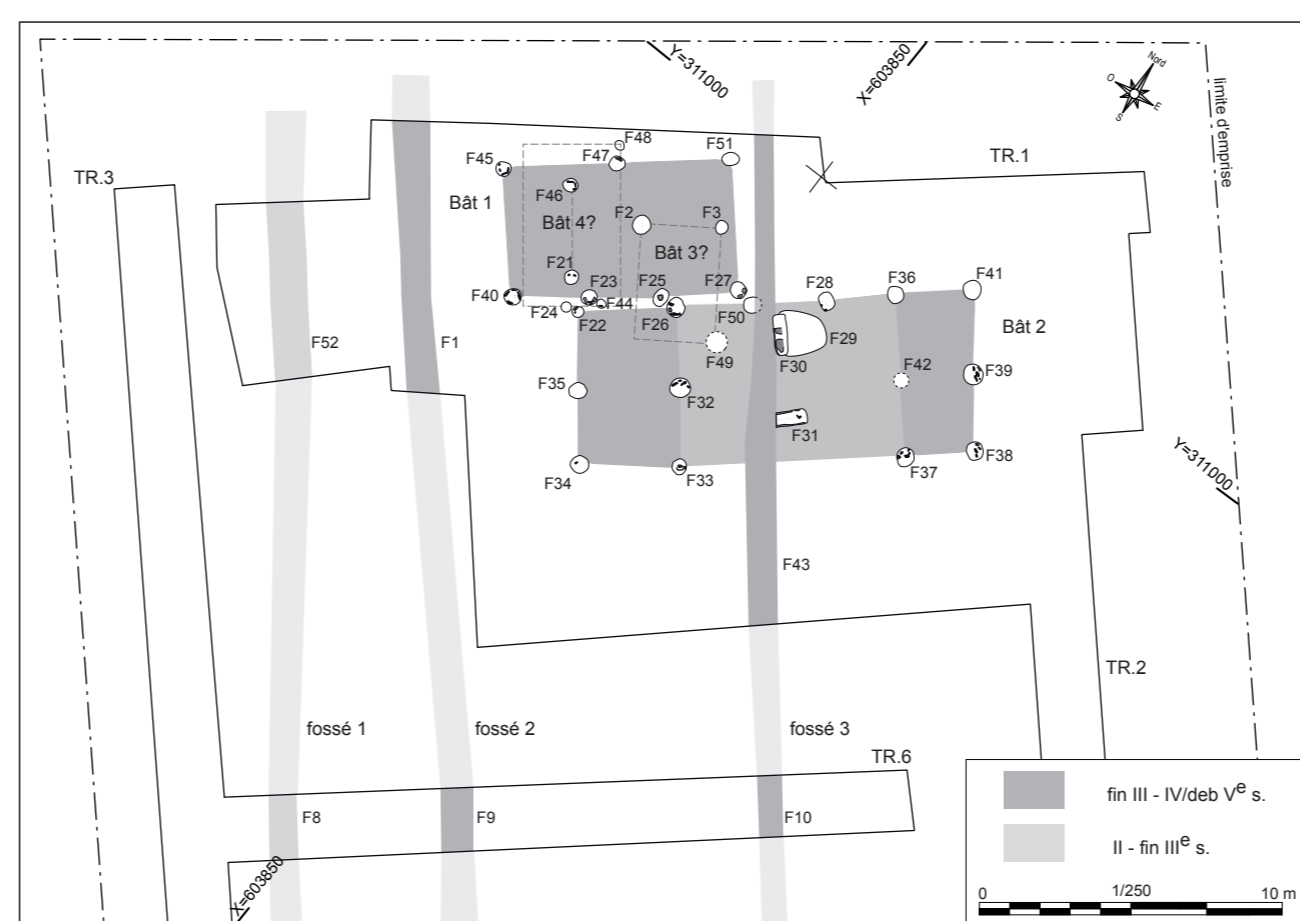 Y=311000
X=603850
Nord
O
E
S
limite d'emprise
TR.3
TR.1
F48
F45
F47
F51
F46
Bât 1
Bât 4?
F2
F3
Bât 3?
F21
F23
F25
F27
F28
F36
F41
F40
F44
F24
F22
F26
F50
Bât 2
F52
F1
F49
F30
F29
F42
F39
F35
F32
F31
F34
F33
F37
F38
Y=311000
F43
TR.2
fossé 1
fossé 2
fossé 3
TR.6
F8
F9
F10
X=603850
fin III - IV/deb Ve s.
II - fin IIIe s.
0
1/250
10 m